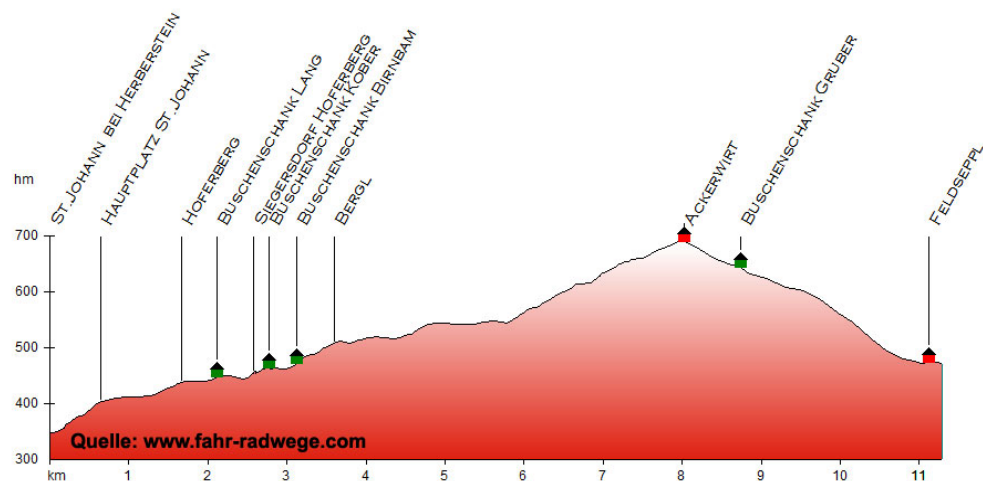 hm
ST.JOHANN BEI HERBERSTEIN
HAUPTPLATZ ST.JOHANN
HOFERBERG
BUSCHENSCHANK LANG
SIEGERSDORF HOFERBERG
BUSCHENSCHANK KOBER
BUSCHENSCHANK BIRNBAM
BERGL
ACKERWIRT
BUSCHENSCHANK GRUBER
FELDSEPPL
700
600
500
400
300
Quelle: www.fahr-radwege.com
km 1 2 3 4 5 6 7 8 9 10 11